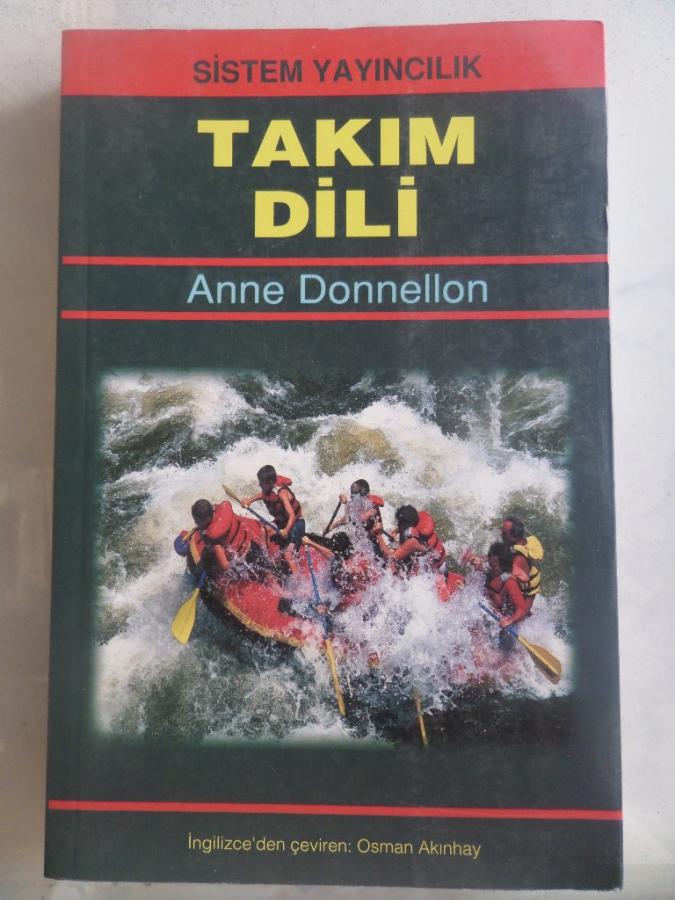 SİSTEM YAYINCILIK
TAKIM
DİLİ
Anne Donnellon
İngilizce'den çeviren: Osman Akınhay